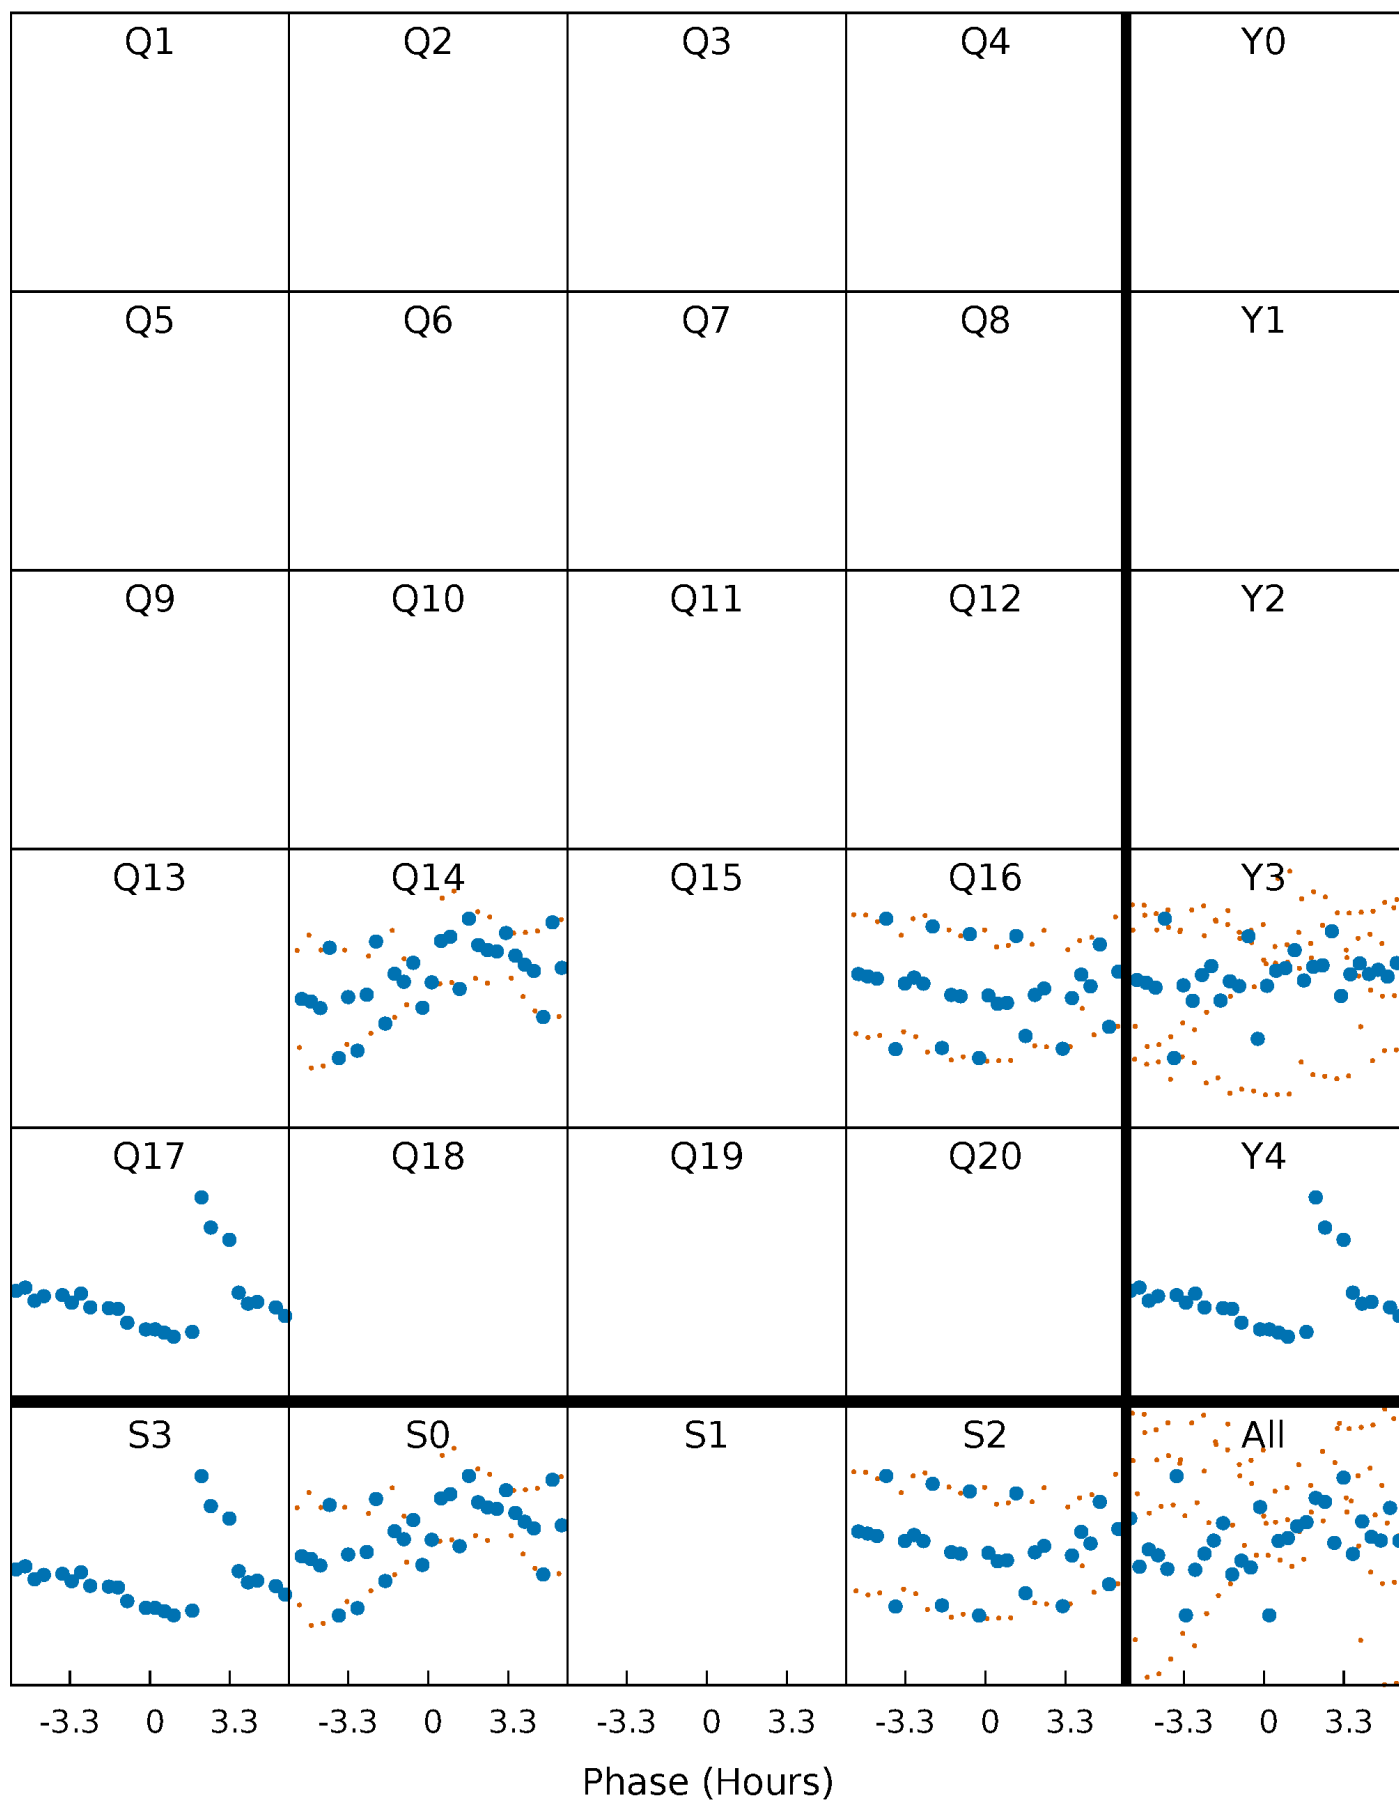 Q1 Q2 Q3 Q4 Y0
Q5 Q6 Q7 Q8 Y1
Q9 Q10 Q11 Q12 Y2
Q13 Q14 Q15 Q16 Y3
Q17 Q18 Q19 Q20 Y4
S3 S0 S1 S2 All
-3.3 0 3.3 -3.3 0 3.3 -3.3 0 3.3 -3.3 0 3.3 -3.3 0 3.3
Phase (Hours)